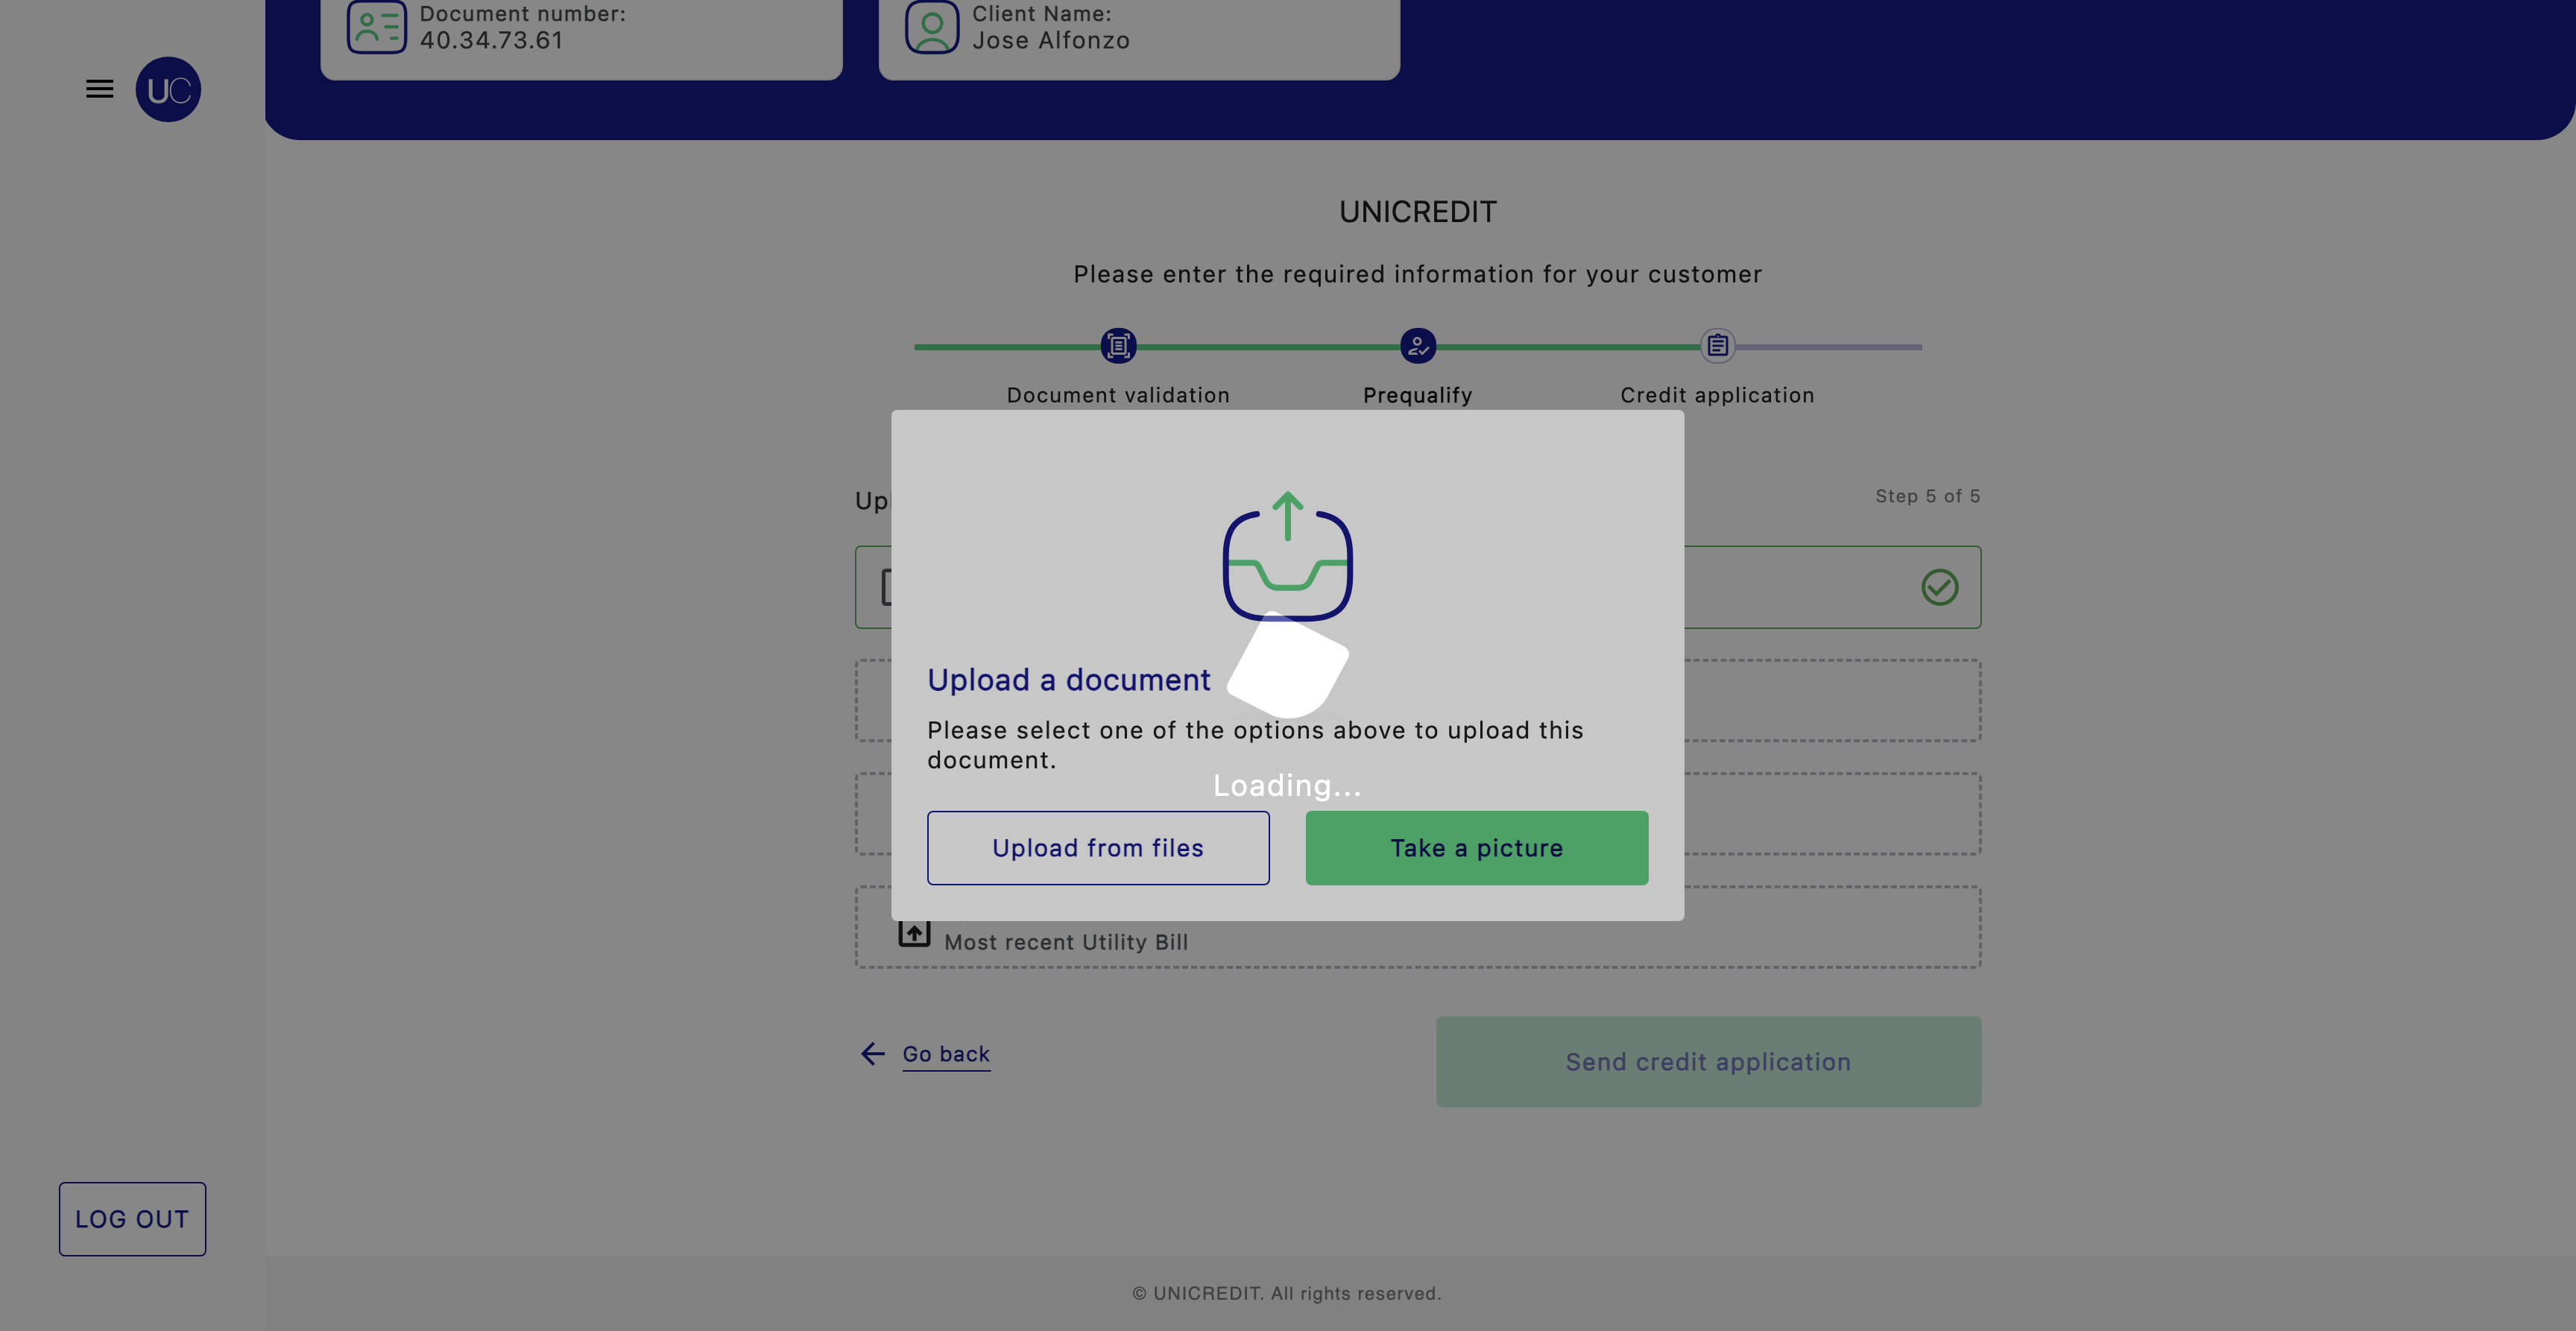 Document number:
40.34.73.61
Client Name:
Jose Alfonzo
UC
UNICREDIT
Please enter the required information for your customer
Document validation
Prequalify
Credit application
Step 5 of 5
Upload a document
Please select one of the options above to upload this
document.
Loading...
Upload from files
Take a picture
Most recent Utility Bill
Go back
Send credit application
LOG OUT
© UNICREDIT. All rights reserved.